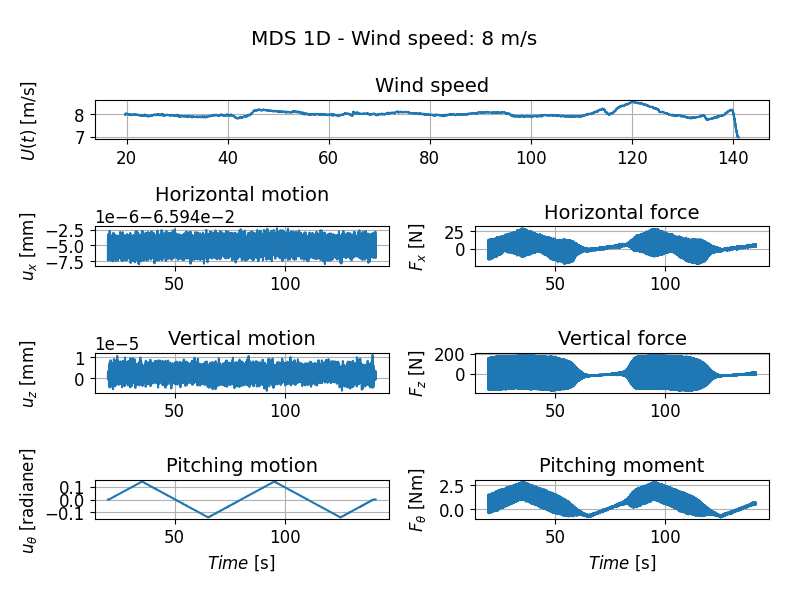 MDS 1D - Wind speed: 8 m/s
Wind speed
U(t) [m/s]
8
7
20 40 60 80 100 120 140
Horizontal motion
1e−6−6.594e−2
u_x [mm]
−2.5
−5.0
−7.5
50 100
Horizontal force
F_x [N]
25
0
50 100
Vertical motion
1e−5
u_z [mm]
1
0
50 100
Vertical force
F_z [N]
200
0
50 100
Pitching motion
u_θ [radianer]
0.1
0.0
−0.1
50 100
Time [s]
Pitching moment
F_θ [Nm]
2.5
0.0
50 100
Time [s]